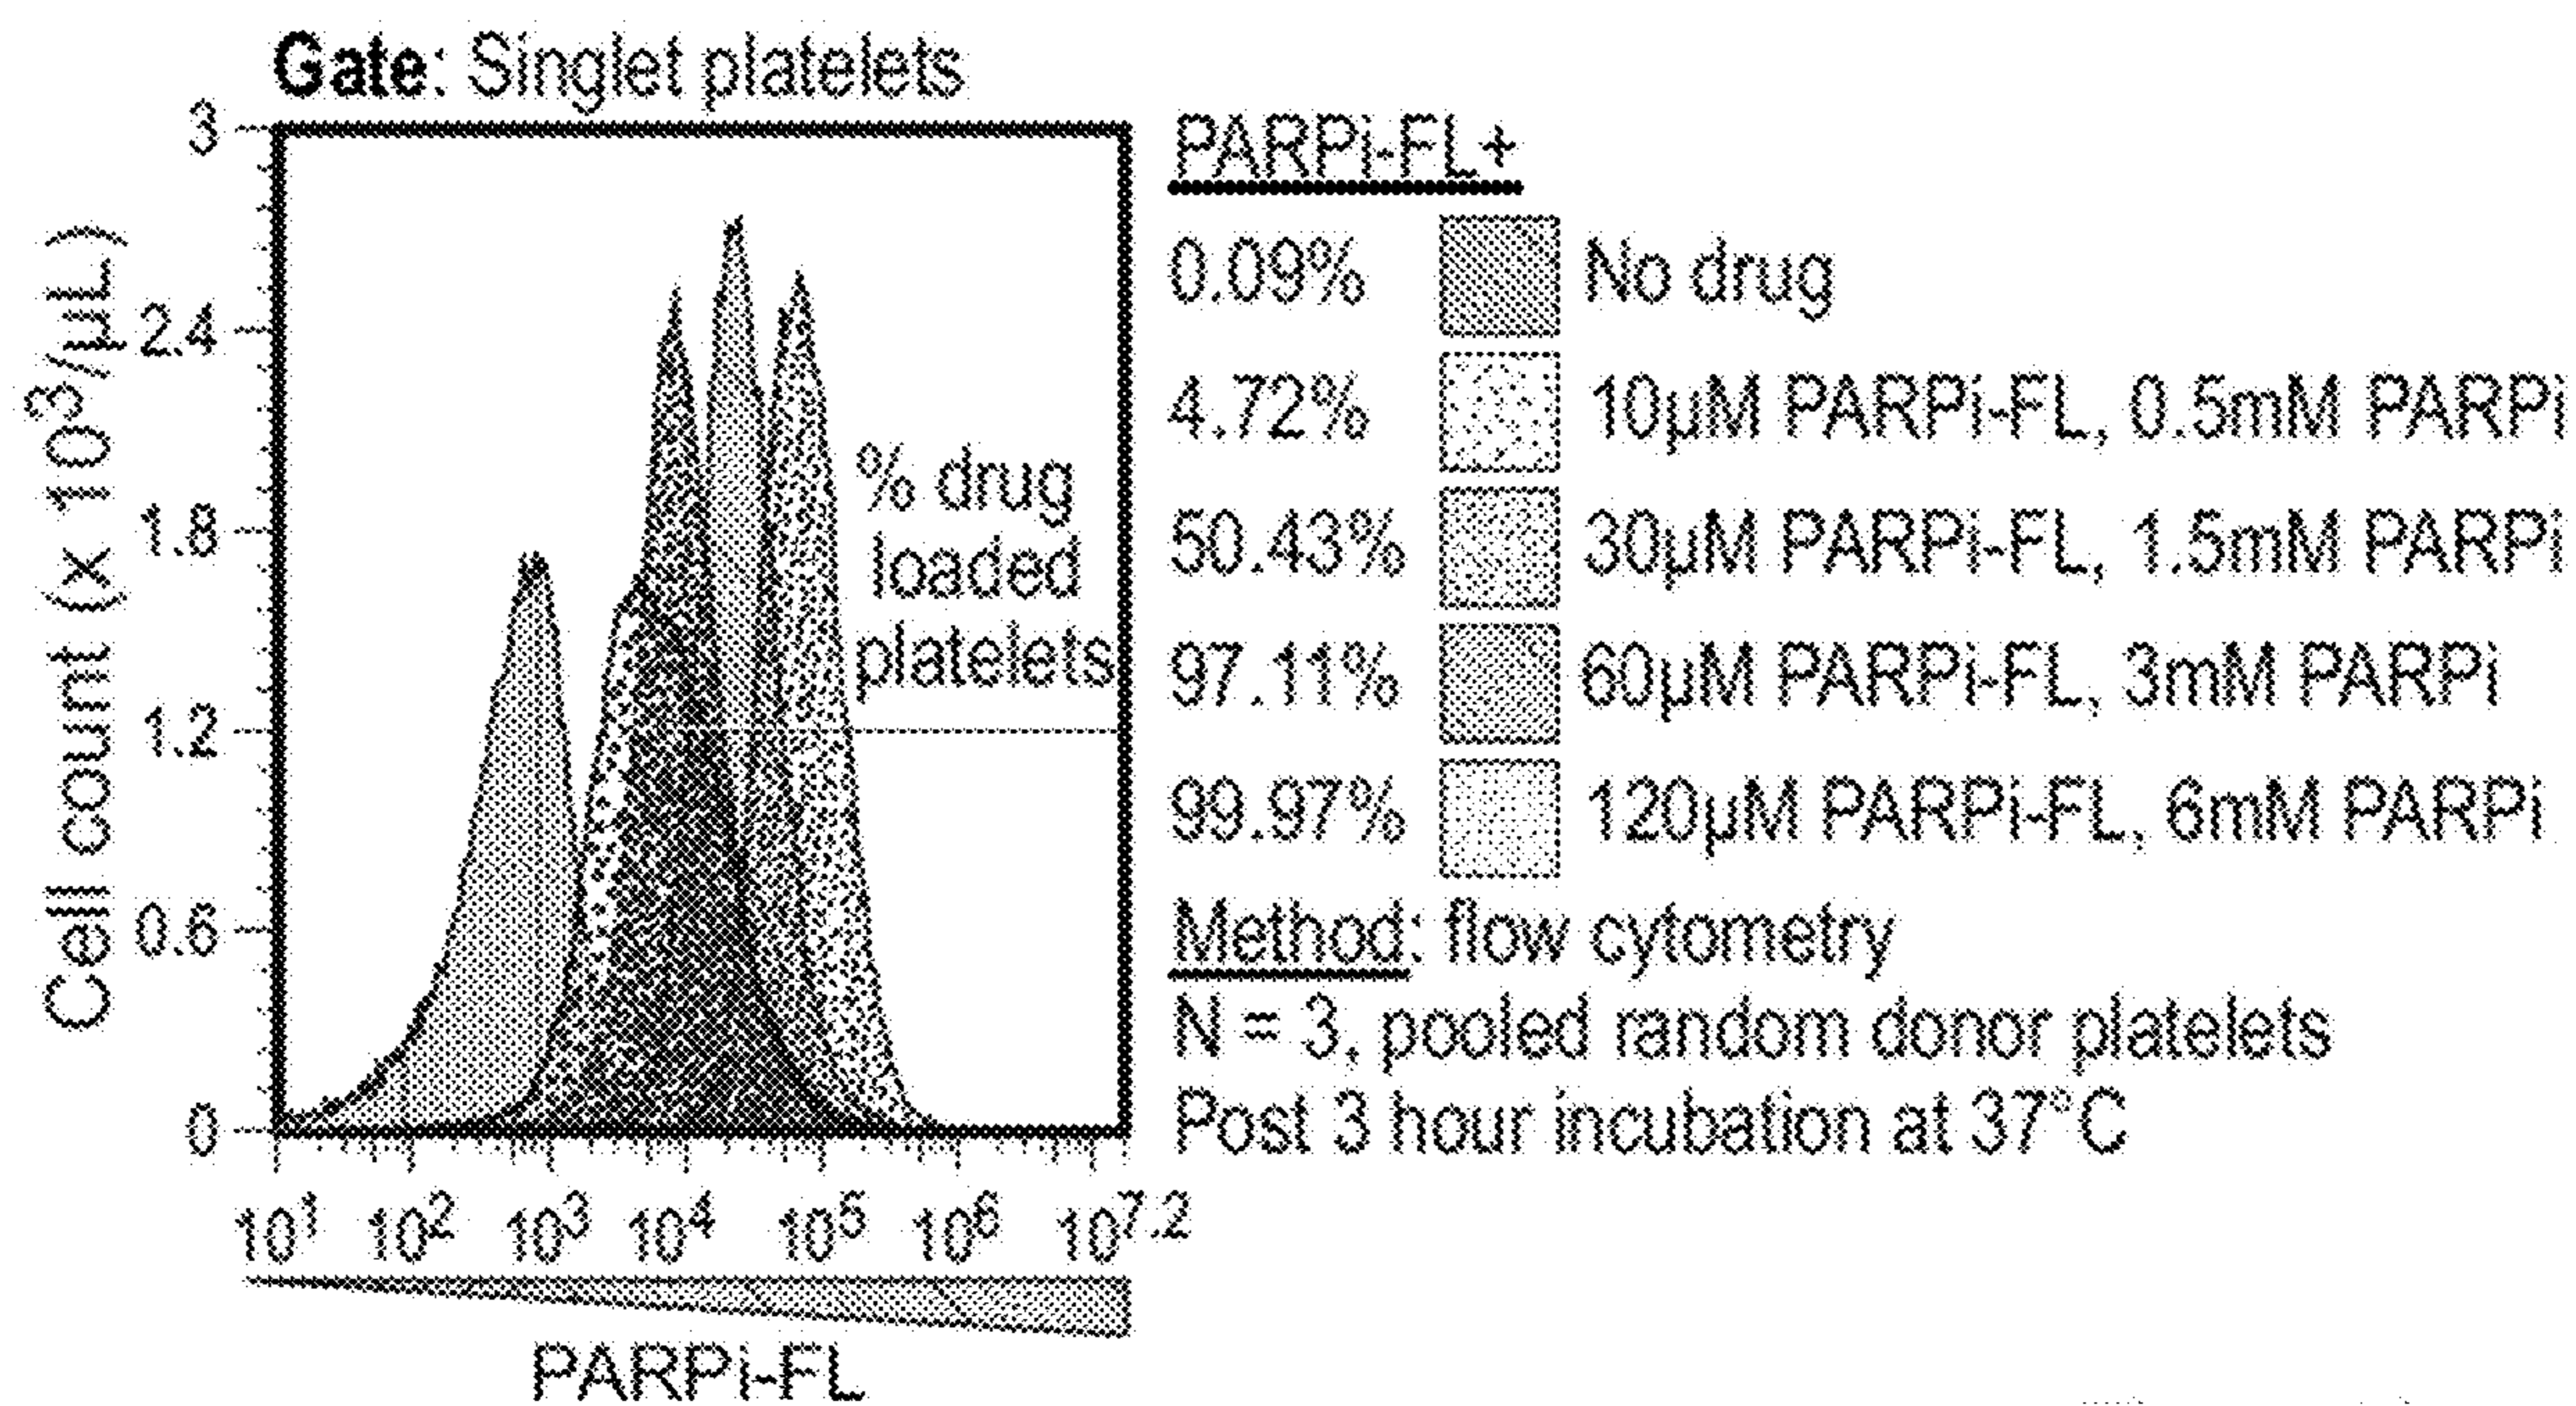 Gate: Singlet platelets
Cell count (x 10³/µL)
3
2.4
1.8
1.2
0.6
0
% drug
loaded
platelets
10¹ 10² 10³ 10⁴ 10⁵ 10⁶ 10⁷·²
PARPi-FL
PARPi-FL+
0.09% No drug
4.72% 10µM PARPi-FL, 0.5mM PARPi
50.43% 30µM PARPi-FL, 1.5mM PARPi
97.11% 60µM PARPi-FL, 3mM PARPi
99.97% 120µM PARPi-FL, 6mM PARPi
Method: flow cytometry
N = 3, pooled random donor platelets
Post 3 hour incubation at 37°C